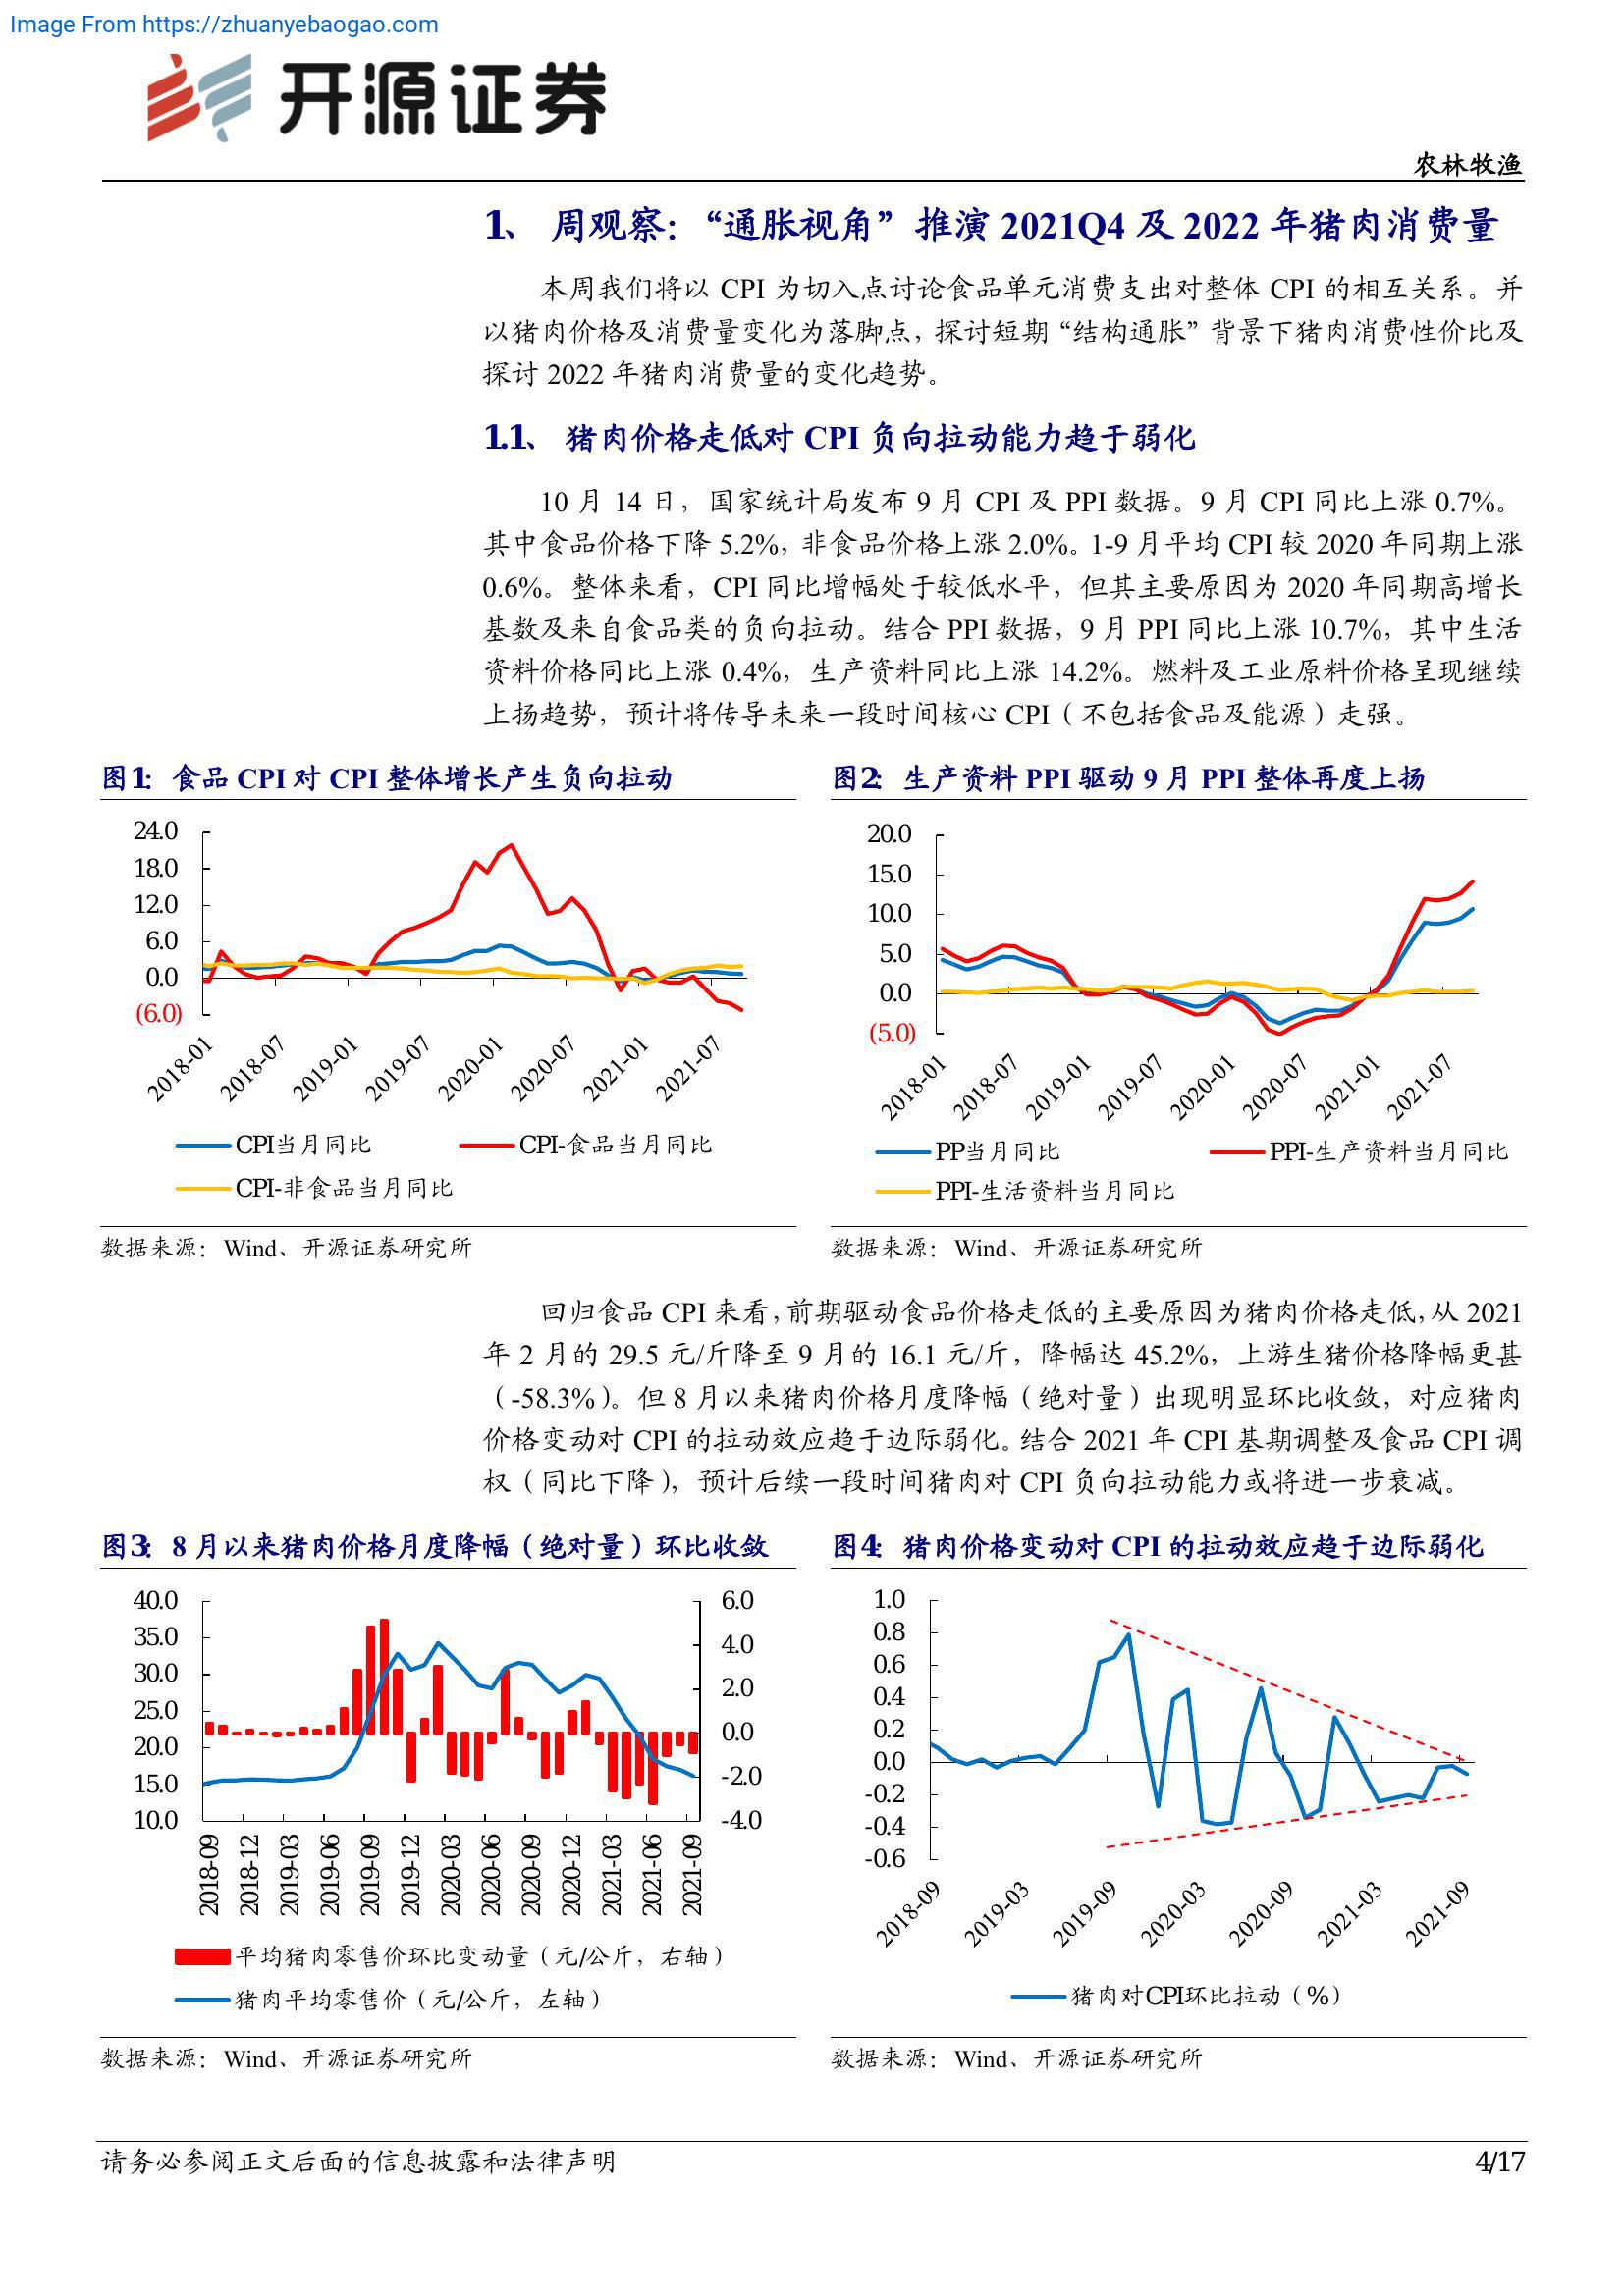 Image From https://zhuanyebaogao.com
开源证券
农林牧渔
1、 周观察：“通胀视角”推演 2021Q4 及 2022 年猪肉消费量
本周我们将以 CPI 为切入点讨论食品单元消费支出对整体 CPI 的相互关系。并
以猪肉价格及消费量变化为落脚点，探讨短期“结构通胀”背景下猪肉消费性价比及
探讨 2022 年猪肉消费量的变化趋势。
1.1、 猪肉价格走低对 CPI 负向拉动能力趋于弱化
10 月 14 日，国家统计局发布 9 月 CPI 及 PPI 数据。9 月 CPI 同比上涨 0.7%。
其中食品价格下降 5.2%，非食品价格上涨 2.0%。1-9 月平均 CPI 较 2020 年同期上涨
0.6%。整体来看，CPI 同比增幅处于较低水平，但其主要原因为 2020 年同期高增长
基数及来自食品类的负向拉动。结合 PPI 数据，9 月 PPI 同比上涨 10.7%，其中生活
资料价格同比上涨 0.4%，生产资料同比上涨 14.2%。燃料及工业原料价格呈现继续
上扬趋势，预计将传导未来一段时间核心 CPI（不包括食品及能源）走强。
图1：食品 CPI 对 CPI 整体增长产生负向拉动
24.0
18.0
12.0
6.0
0.0
(6.0)
2018-01
2018-07
2019-01
2019-07
2020-01
2020-07
2021-01
2021-07
CPI当月同比
CPI-食品当月同比
CPI-非食品当月同比
数据来源：Wind、开源证券研究所
图2：生产资料 PPI 驱动 9 月 PPI 整体再度上扬
20.0
15.0
10.0
5.0
0.0
(5.0)
2018-01
2018-07
2019-01
2019-07
2020-01
2020-07
2021-01
2021-07
PP当月同比
PPI-生产资料当月同比
PPI-生活资料当月同比
数据来源：Wind、开源证券研究所
回归食品 CPI 来看，前期驱动食品价格走低的主要原因为猪肉价格走低，从 2021
年 2 月的 29.5 元/斤降至 9 月的 16.1 元/斤，降幅达 45.2%，上游生猪价格降幅更甚
（-58.3%）。但 8 月以来猪肉价格月度降幅（绝对量）出现明显环比收敛，对应猪肉
价格变动对 CPI 的拉动效应趋于边际弱化。结合 2021 年 CPI 基期调整及食品 CPI 调
权（同比下降），预计后续一段时间猪肉对 CPI 负向拉动能力或将进一步衰减。
图3：8 月以来猪肉价格月度降幅（绝对量）环比收敛
40.0
35.0
30.0
25.0
20.0
15.0
10.0
6.0
4.0
2.0
0.0
-2.0
-4.0
2018-09
2018-12
2019-03
2019-06
2019-09
2019-12
2020-03
2020-06
2020-09
2020-12
2021-03
2021-06
2021-09
平均猪肉零售价环比变动量（元/公斤，右轴）
猪肉平均零售价（元/公斤，左轴）
数据来源：Wind、开源证券研究所
图4：猪肉价格变动对 CPI 的拉动效应趋于边际弱化
1.0
0.8
0.6
0.4
0.2
0.0
-0.2
-0.4
-0.6
2018-09
2019-03
2019-09
2020-03
2020-09
2021-03
2021-09
猪肉对CPI环比拉动（%）
数据来源：Wind、开源证券研究所
请务必参阅正文后面的信息披露和法律声明
4/17